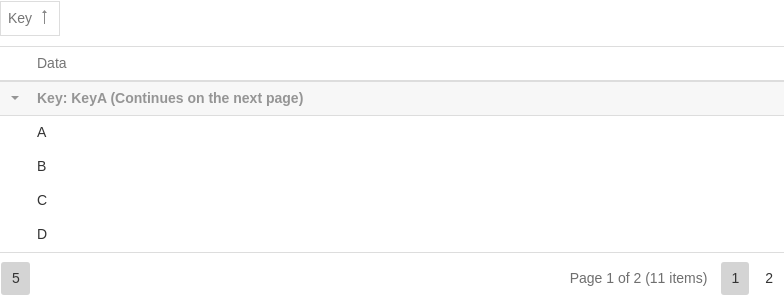 Key ↑
Data
Key: KeyA (Continues on the next page)
A
B
C
D
5 Page 1 of 2 (11 items) 1 2